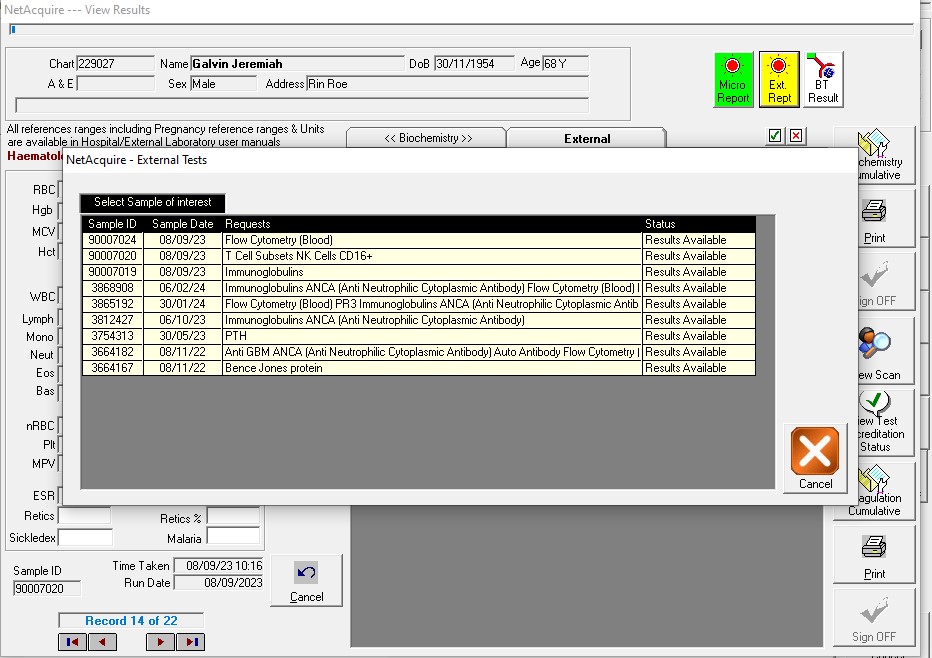 NetAcquire --- View Results
Chart 229027 Name Galvin Jeremiah DoB 30/11/1954 Age 68 Y
A & E Sex Male Address Rin Roe
Micro Report
Ext. Rept
BT Result
All references ranges including Pregnancy reference ranges & Units
are available in Hospital/External Laboratory user manuals
<< Biochemistry >> External
Haematol
NetAcquire - External Tests
Select Sample of interest
Sample ID Sample Date Requests Status
90007024 08/09/23 Flow Cytometry (Blood) Results Available
90007020 08/09/23 T Cell Subsets NK Cells CD16+ Results Available
90007019 08/09/23 Immunoglobulins Results Available
3868908 06/02/24 Immunoglobulins ANCA (Anti Neutrophilic Cytoplasmic Antibody) Flow Cytometry (Blood) Results Available
3865192 30/01/24 Flow Cytometry (Blood) PR3 Immunoglobulins ANCA (Anti Neutrophilic Cytoplasmic Antib Results Available
3812427 06/10/23 Immunoglobulins ANCA (Anti Neutrophilic Cytoplasmic Antibody) Results Available
3754313 30/05/23 PTH Results Available
3664182 08/11/22 Anti GBM ANCA (Anti Neutrophilic Cytoplasmic Antibody) Auto Antibody Flow Cytometry ( Results Available
3664167 08/11/22 Bence Jones protein Results Available
Cancel
RBC
Hgb
MCV
Hct
WBC
Lymph
Mono
Neut
Eos
Bas
nRBC
Plt
MPV
ESR
Retics Retics %
Sickledex Malaria
chemistry
umulative
Print
ign OFF
ew Scan
iew Test
creditation
Status
agulation
Cumulative
Print
Sign OFF
Sample ID
90007020
Time Taken 08/09/23 10:16
Run Date 08/09/2023
Cancel
Record 14 of 22